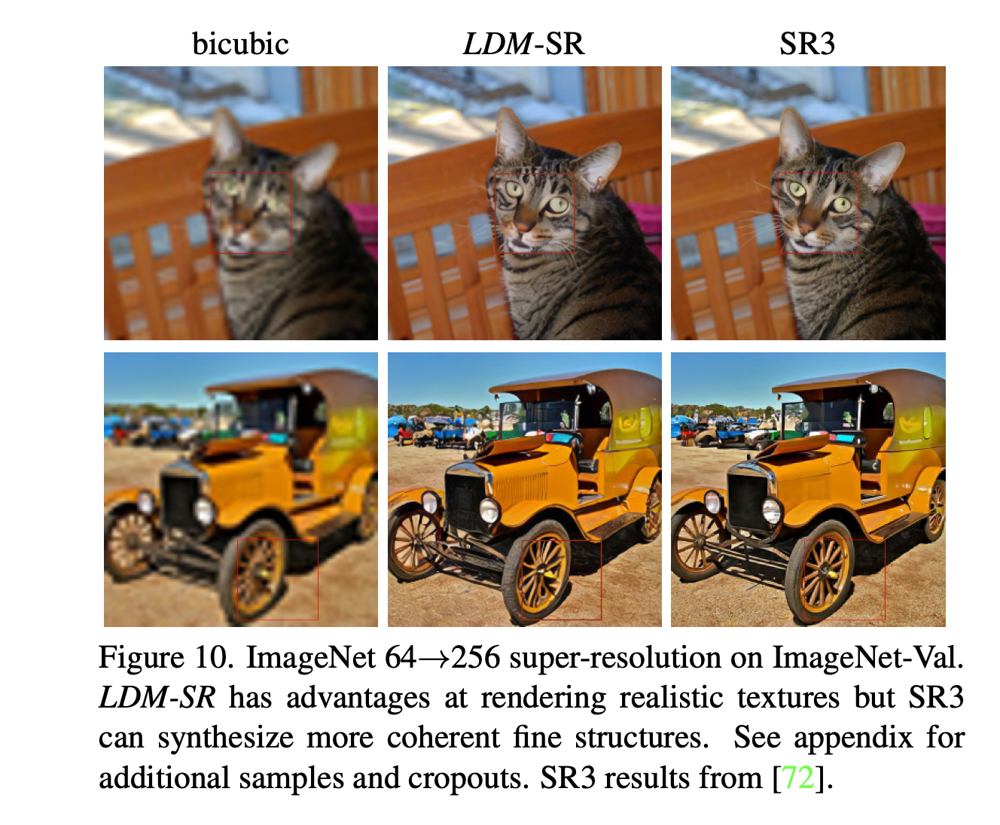 bicubic LDM-SR SR3
Figure 10. ImageNet 64→256 super-resolution on ImageNet-Val.
LDM-SR has advantages at rendering realistic textures but SR3
can synthesize more coherent fine structures. See appendix for
additional samples and cropouts. SR3 results from [72].